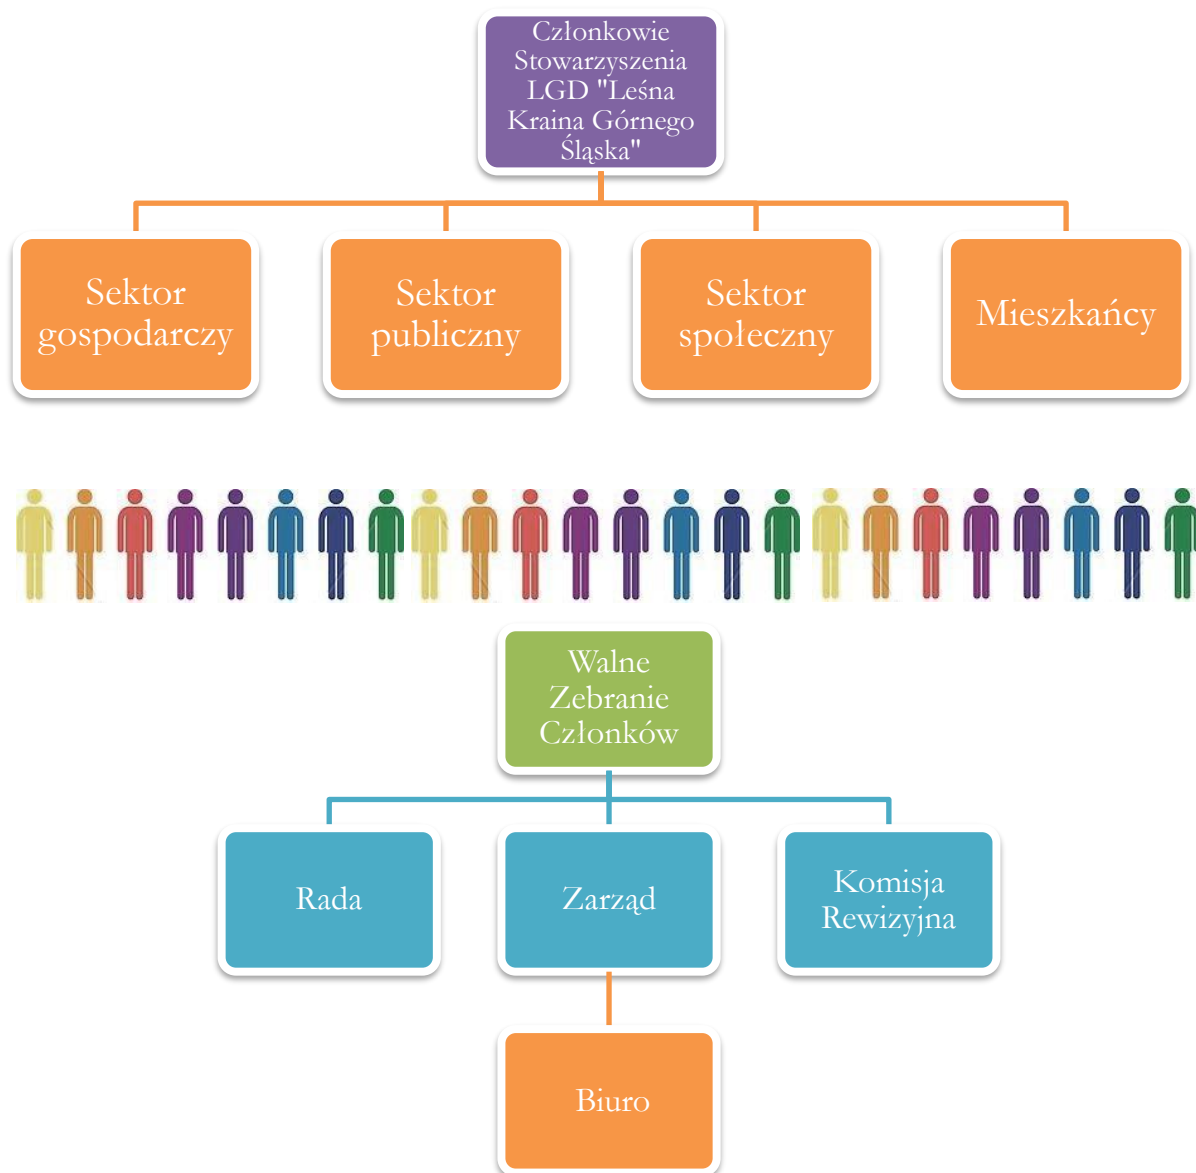 Członkowie
Stowarzyszenia
LGD "Leśna
Kraina Górnego
Śląska"
Sektor
gospodarczy
Sektor
publiczny
Sektor
społeczny
Mieszkańcy
Walne
Zebranie
Członków
Rada
Zarząd
Komisja
Rewizyjna
Biuro